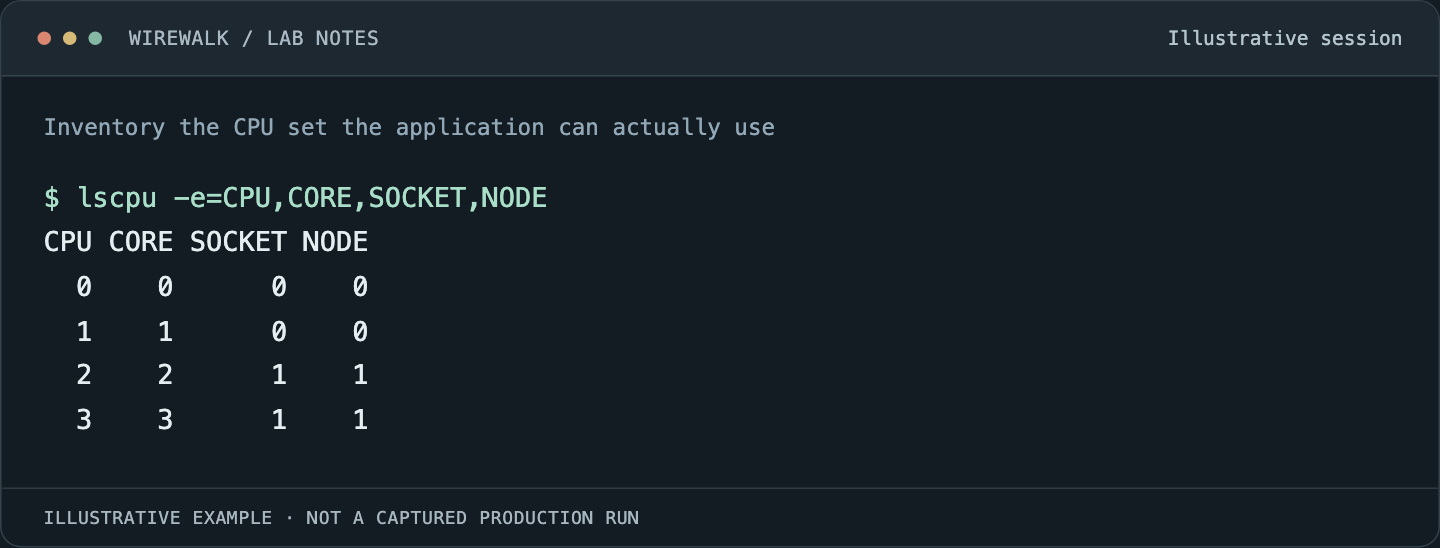 WIREWALK / LAB NOTES
Illustrative session
Inventory the CPU set the application can actually use
$ lscpu -e=CPU,CORE,SOCKET,NODE
CPU CORE SOCKET NODE
0 0 0 0
1 1 0 0
2 2 1 1
3 3 1 1
ILLUSTRATIVE EXAMPLE · NOT A CAPTURED PRODUCTION RUN